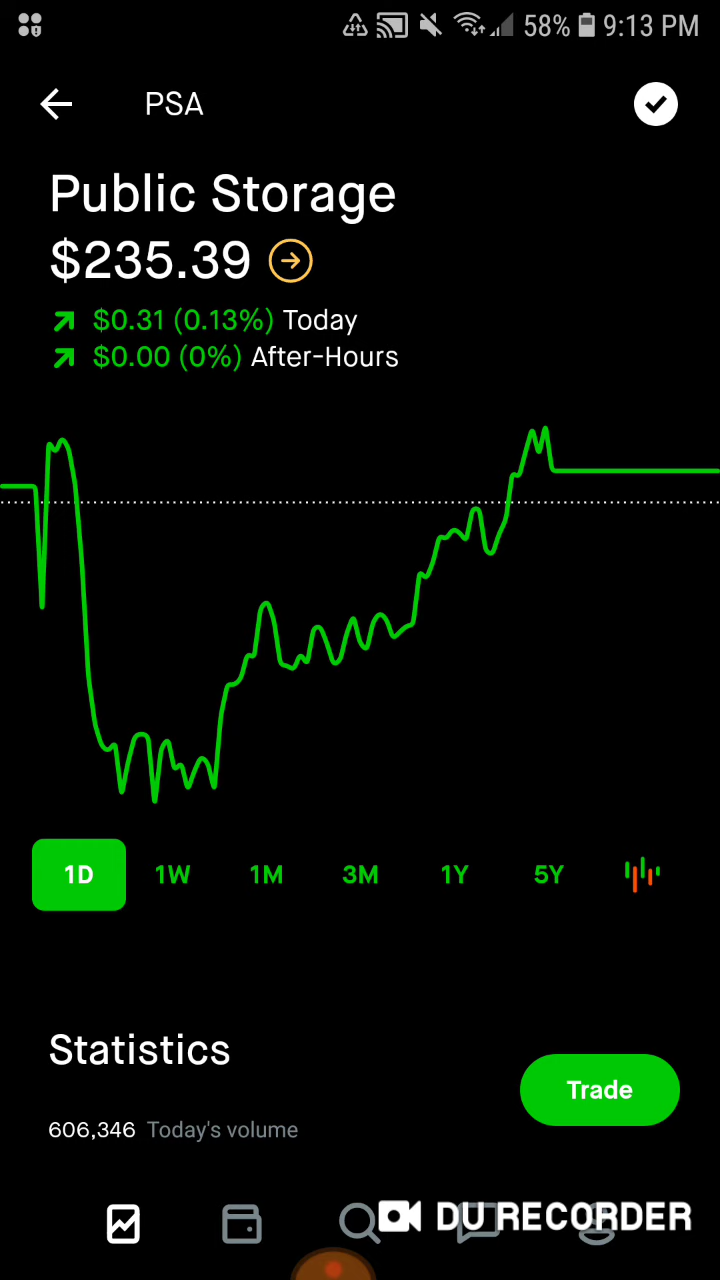 58% 9:13 PM
PSA
Public Storage
$235.39
$0.31 (0.13%) Today
$0.00 (0%) After-Hours
1D 1W 1M 3M 1Y 5Y
Statistics
Trade
606,346 Today's volume
DU RECORDER